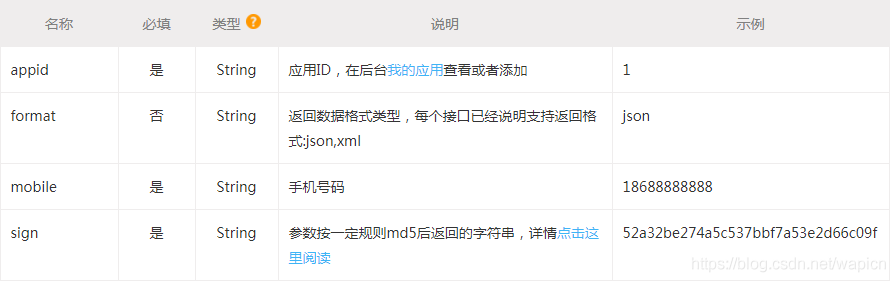 名称 必填 类型 ? 说明 示例
appid 是 String 应用ID，在后台我的应用查看或者添加 1
format 否 String 返回数据格式类型，每个接口已经说明支持返回格 json
式:json,xml
mobile 是 String 手机号码 18688888888
sign 是 String 参数按一定规则md5后返回的字符串，详情点击这 52a32be274a5c537bbf7a53e2d66c09f
里阅读
https://blog.csdn.net/wapicn